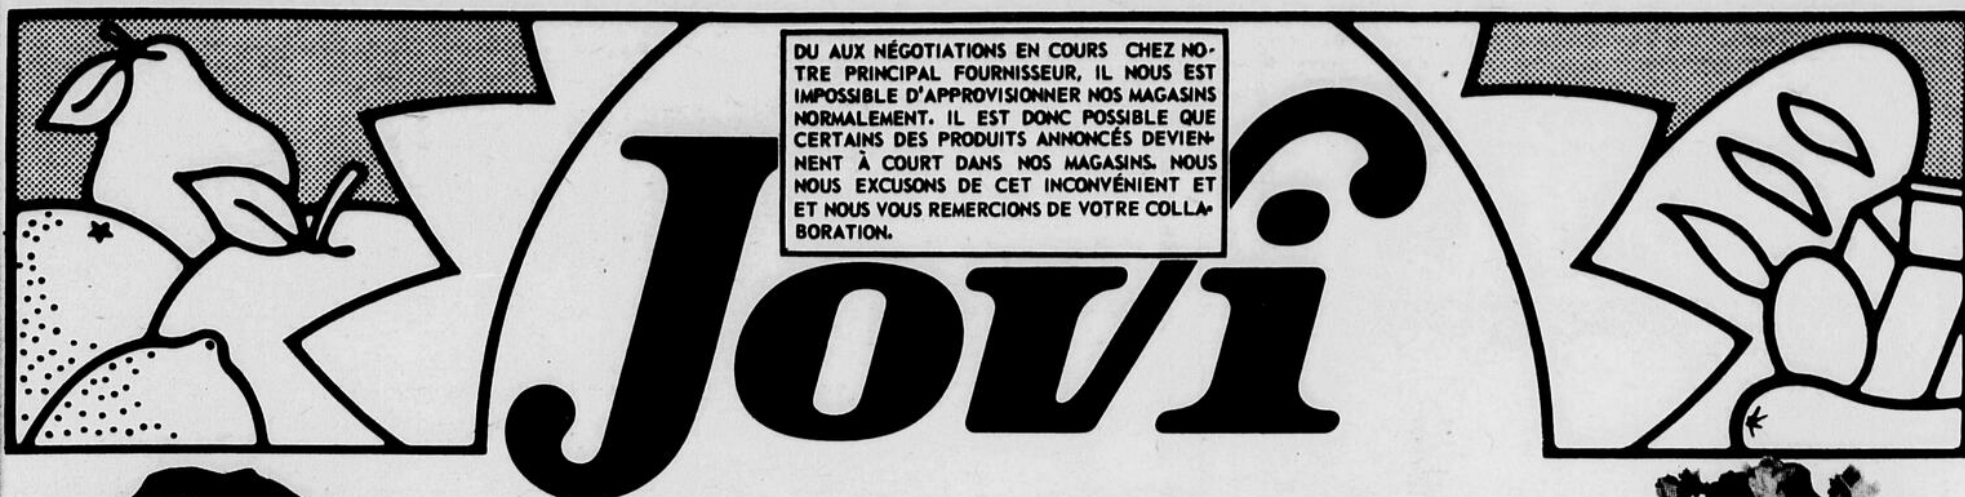 DU AUX NÉGOTIATIONS EN COURS CHEZ NO-
TRE PRINCIPAL FOURNISSEUR, IL NOUS EST
IMPOSSIBLE D'APPROVISIONNER NOS MAGASINS
NORMALEMENT. IL EST DONC POSSIBLE QUE
CERTAINS DES PRODUITS ANNONCÉS DEVIEN-
NENT À COURT DANS NOS MAGASINS. NOUS
NOUS EXCUSONS DE CET INCONVÉNIENT ET
ET NOUS VOUS REMERCIONS DE VOTRE COLLA-
BORATION.
Jovi